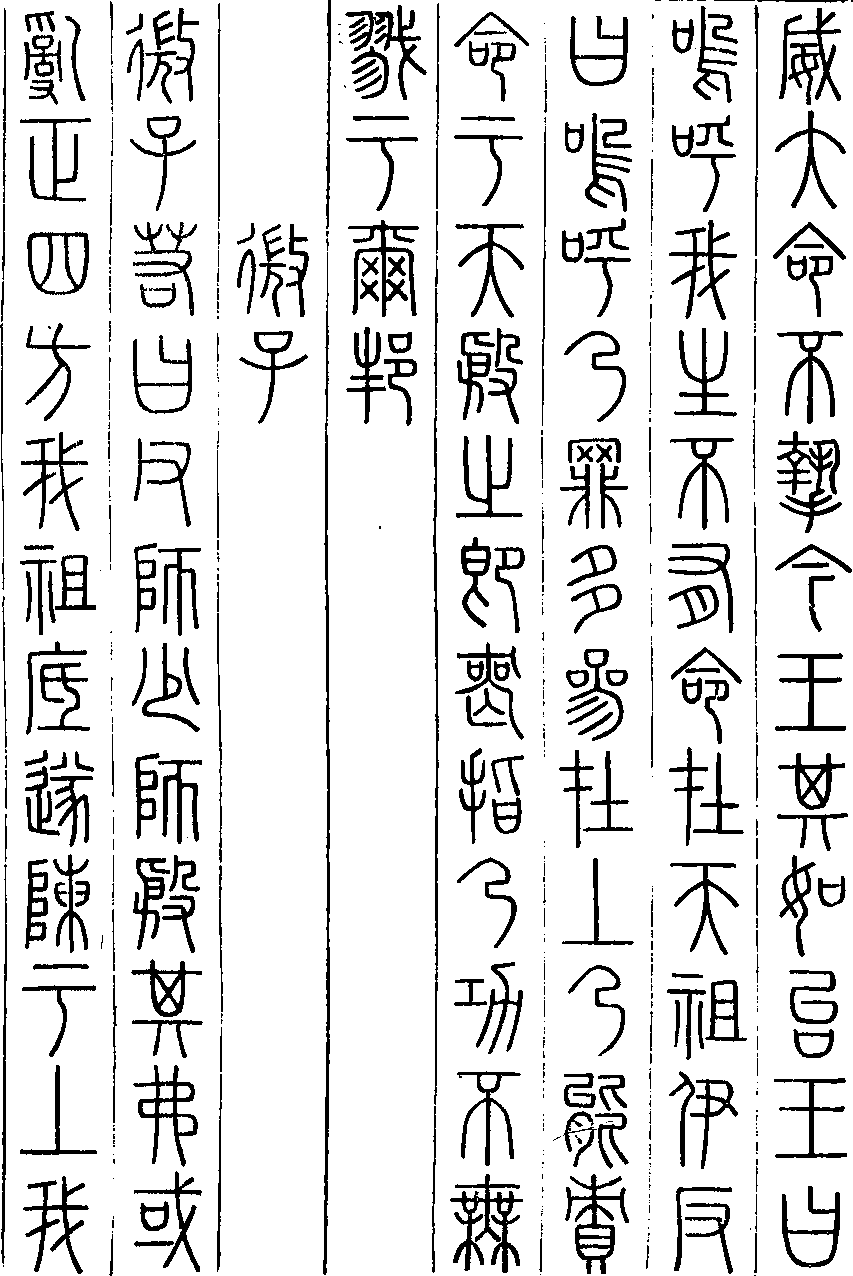 威大命不摯今王其如台王曰
嗚呼我生不有命在天祖伊反
曰嗚呼乃罪多參在上乃能責
命于天殷之即喪指乃功不無
戮于爾邦
微子
微子若曰父師少師殷其弗或
亂正四方我祖底遂陳于上我